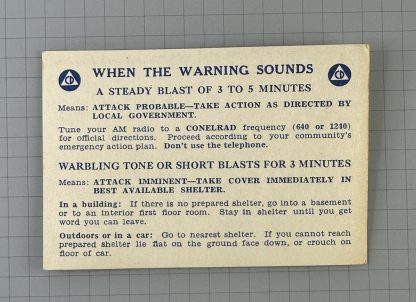 CD CD
WHEN THE WARNING SOUNDS
A STEADY BLAST OF 3 TO 5 MINUTES
Means: ATTACK PROBABLE—TAKE ACTION AS DIRECTED BY
LOCAL GOVERNMENT.
Tune your AM radio to a CONELRAD frequency (640 or 1240)
for official directions. Proceed according to your community's
emergency action plan. Don't use the telephone.
WARBLING TONE OR SHORT BLASTS FOR 3 MINUTES
Means: ATTACK IMMINENT—TAKE COVER IMMEDIATELY IN
BEST AVAILABLE SHELTER.
In a building: If there is no prepared shelter, go into a basement
or to an interior first floor room. Stay in shelter until you get
word you can leave.
Outdoors or in a car: Go to nearest shelter. If you cannot reach
prepared shelter lie flat on the ground face down, or crouch on
floor of car.